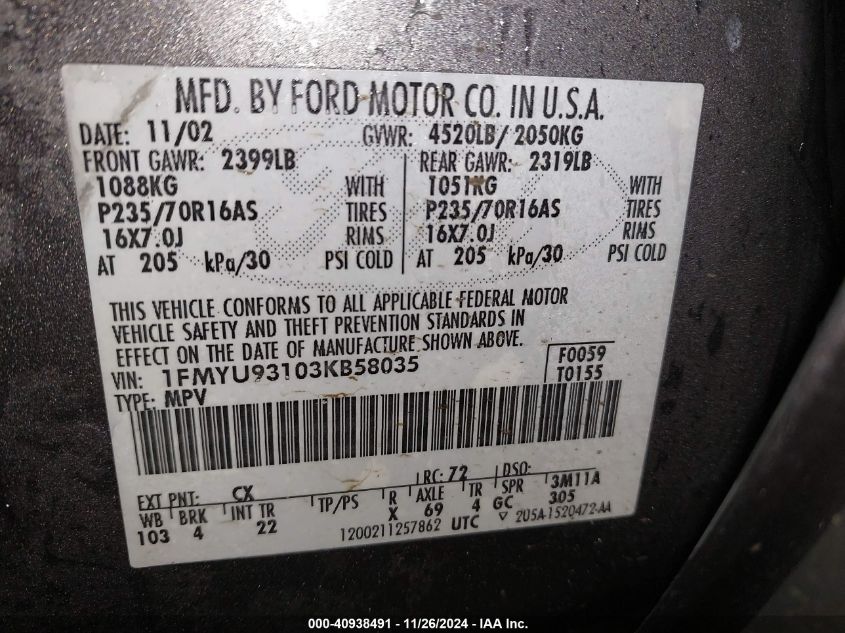 MFD. BY FORD MOTOR CO. IN U.S.A.
DATE: 11/02 GVWR: 4520LB/ 2050KG
FRONT GAWR: 2399LB REAR GAWR: 2319LB
1088KG WITH 1051KG WITH
P235/70R16AS TIRES P235/70R16AS TIRES
16X7.0J RIMS 16X7.0J RIMS
AT 205 kPa/30 PSI COLD AT 205 kPa/30 PSI COLD
THIS VEHICLE CONFORMS TO ALL APPLICABLE FEDERAL MOTOR
VEHICLE SAFETY AND THEFT PREVENTION STANDARDS IN
EFFECT ON THE DATE OF MANUFACTURE SHOWN ABOVE.
VIN: 1FMYU93103KB58035 F0059
TYPE: MPV T0155
EXT PNT: CX RC: 72 DSO:
WB BRK INT TR TP/PS R AXLE TR SPR 3M11A
103 4 22 X 69 4 GC 305
1200211257862 UTC ▽ 2U5A-1520472-AA
000-40938491 - 11/26/2024 - IAA Inc.